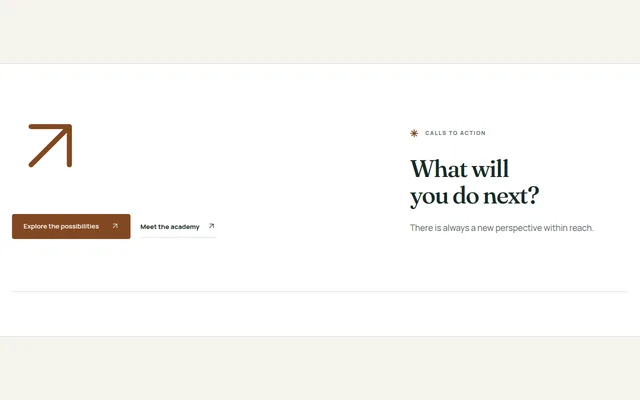 CALLS TO ACTION
What will
you do next?
There is always a new perspective within reach.
Explore the possibilities
Meet the academy